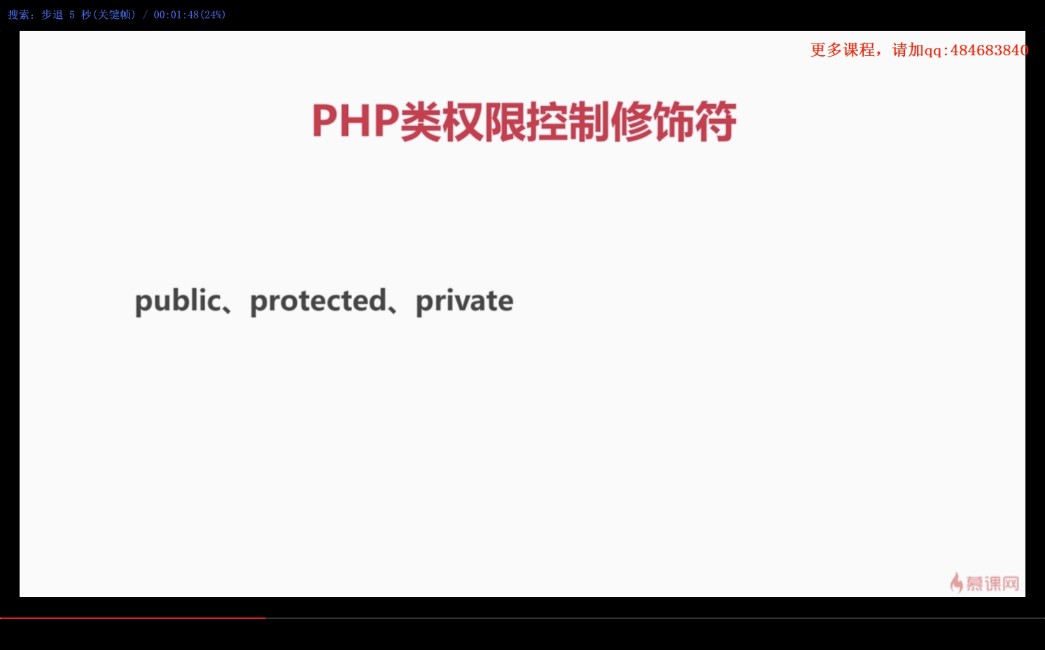 搜索: 步退 5 秒(关键帧) / 00:01:48(24%)
更多课程，请加qq:484683840
PHP类权限控制修饰符
public、protected、private
慕课网